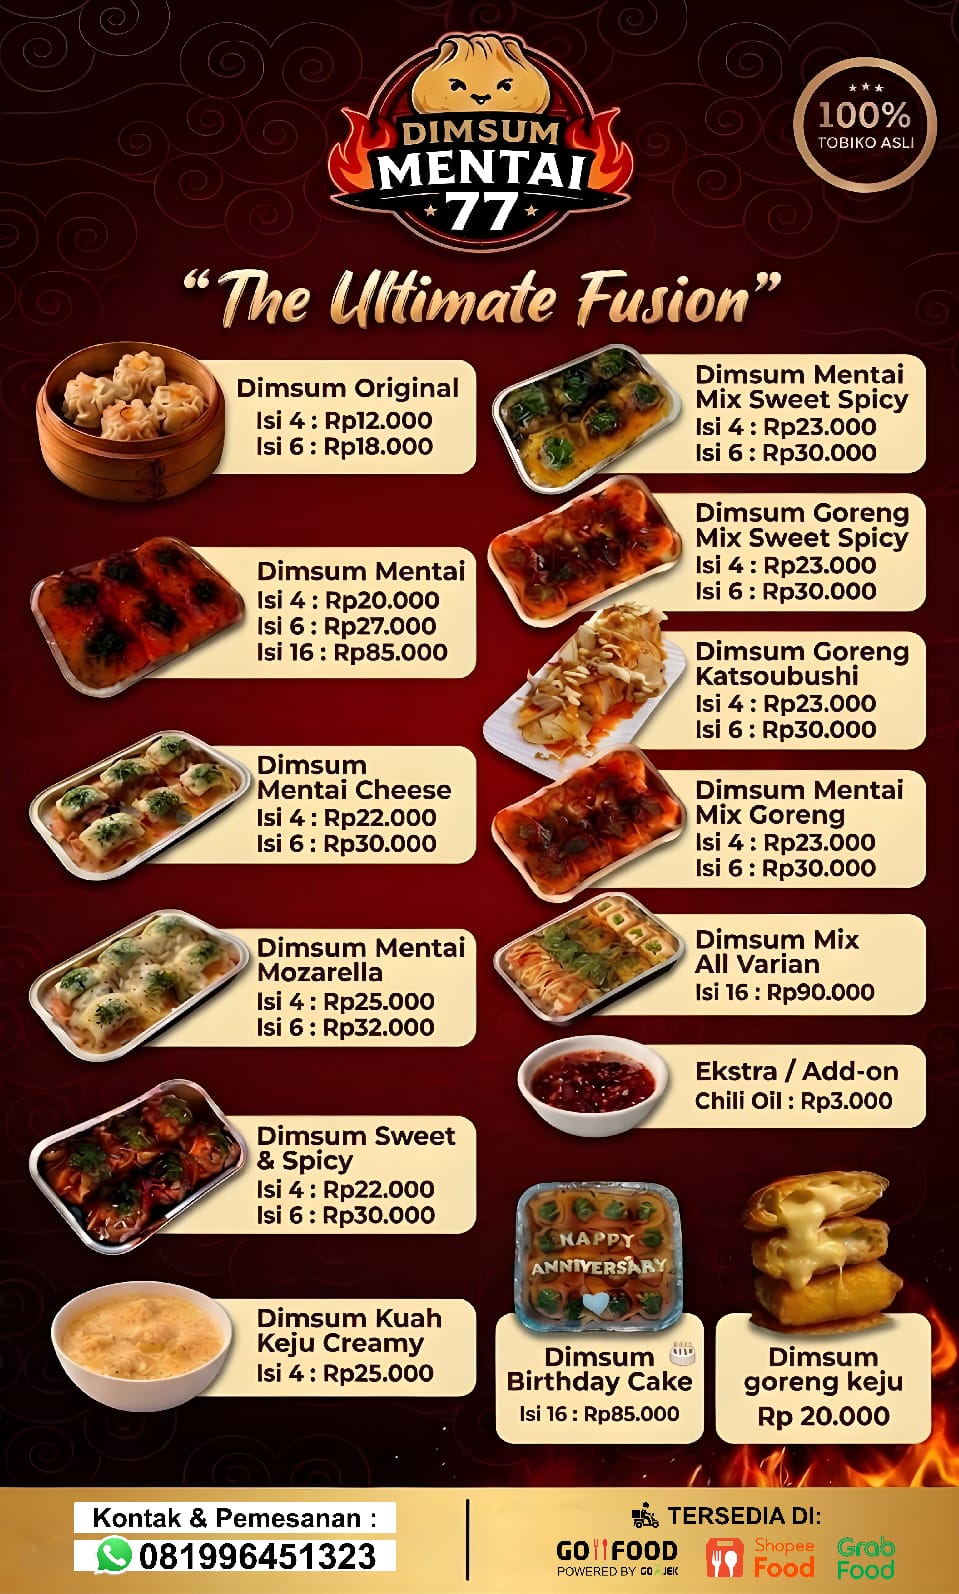 DIMSUM
MENTAI
77
100%
TOBIKO ASLI
"The Ultimate Fusion"
Dimsum Original
Isi 4 : Rp12.000
Isi 6 : Rp18.000
Dimsum Mentai
Isi 4 : Rp20.000
Isi 6 : Rp27.000
Isi 16 : Rp85.000
Dimsum
Mentai Cheese
Isi 4 : Rp22.000
Isi 6 : Rp30.000
Dimsum Mentai
Mozarella
Isi 4 : Rp25.000
Isi 6 : Rp32.000
Dimsum Sweet
& Spicy
Isi 4 : Rp22.000
Isi 6 : Rp30.000
Dimsum Kuah
Keju Creamy
Isi 4 : Rp25.000
Dimsum Mentai
Mix Sweet Spicy
Isi 4 : Rp23.000
Isi 6 : Rp30.000
Dimsum Goreng
Mix Sweet Spicy
Isi 4 : Rp23.000
Isi 6 : Rp30.000
Dimsum Goreng
Katsoubushi
Isi 4 : Rp23.000
Isi 6 : Rp30.000
Dimsum Mentai
Mix Goreng
Isi 4 : Rp23.000
Isi 6 : Rp30.000
Dimsum Mix
All Varian
Isi 16 : Rp90.000
Ekstra / Add-on
Chili Oil : Rp3.000
HAPPY
ANNIVERSARY
Dimsum
Birthday Cake
Isi 16 : Rp85.000
Dimsum
goreng keju
Rp 20.000
Kontak & Pemesanan :
081996451323
TERSEDIA DI:
GOFOOD
POWERED BY GOJEK
Shopee
Food
Grab
Food